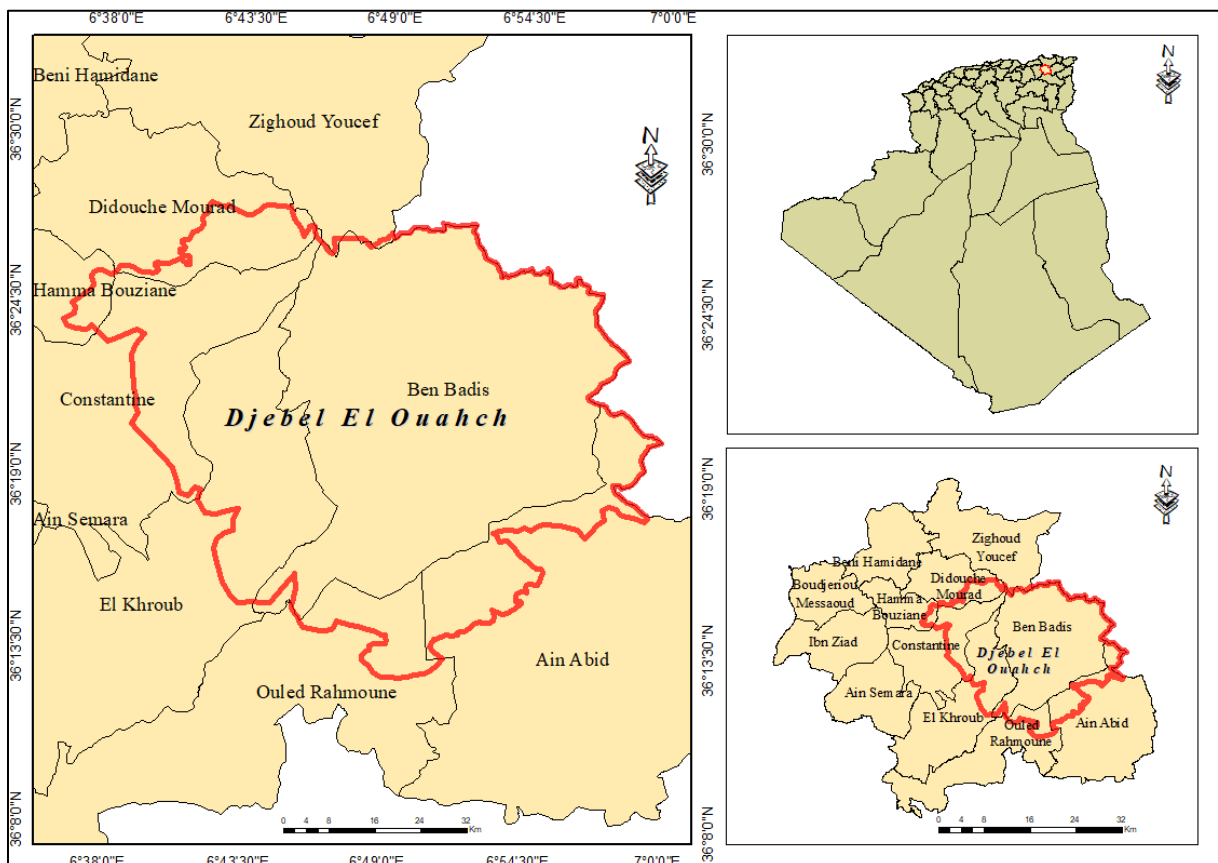 6°38'0"E 6°43'30"E 6°49'0"E 6°54'30"E 7°0'0"E
Beni Hamidane
Zighoud Youcef
36°30'0"N
36°30'0"N
N
N
Didouche Mourad
Hamma Bouziane
36°24'30"N
36°24'30"N
Ben Badis
Constantine
Djebel El Ouahch
36°19'0"N
36°19'0"N
Ain Semara
El Khroub
36°13'30"N
36°13'30"N
Ain Abid
Ouled Rahmoune
36°8'0"N
36°8'0"N
0 4 8 16 24 32
Km
6°38'0"E 6°43'30"E 6°49'0"E 6°54'30"E 7°0'0"E
N
Zighoud
Youcef
Beni Hamidane
Boudjeriou
Messaoud
Didouche
Mourad
Hamma
Bouziane
Ben Badis
Ibn Ziad
Constantine
Djebel El
Ouahch
Ain Semara
El Khroub
Ouled
Rahmoune
Ain Abid
0 4 8 16 24 32
Km